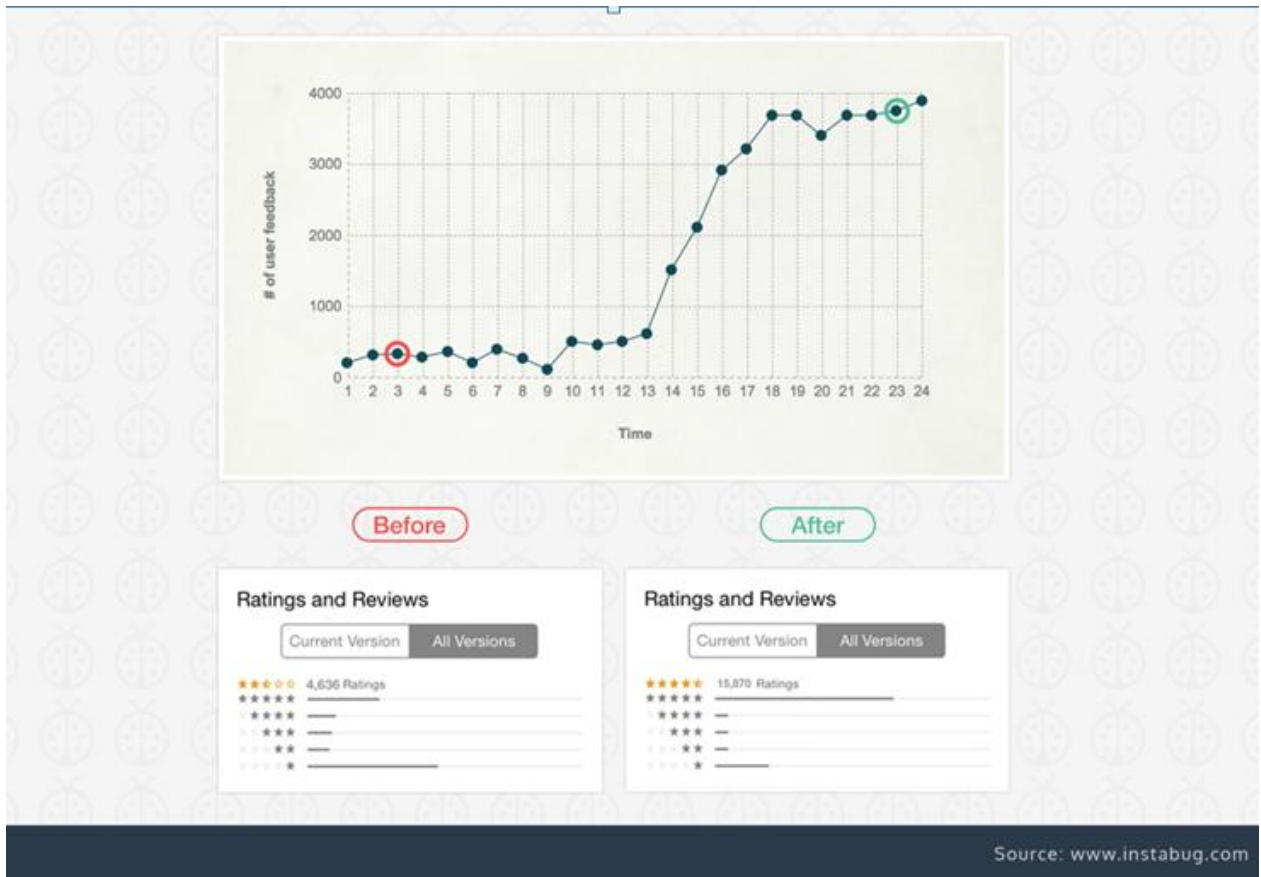 4000
3000
2000
1000
0
# of user feedback
1 2 3 4 5 6 7 8 9 10 11 12 13 14 15 16 17 18 19 20 21 22 23 24
Time
Before
After
Ratings and Reviews
Current Version All Versions
4,636 Ratings
Ratings and Reviews
Current Version All Versions
15,870 Ratings
Source: www.instabug.com